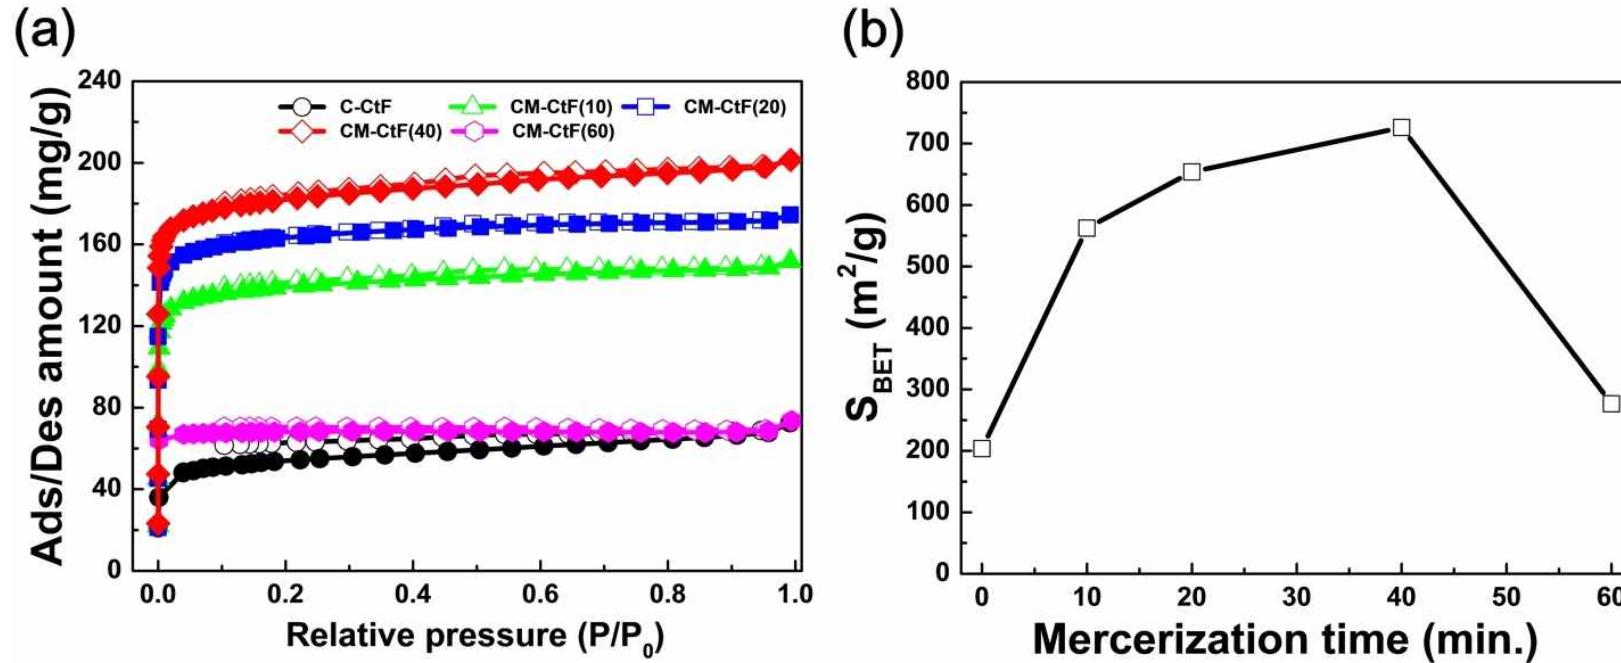 (a)
240
200
160
120
80
40
0
Ads/Des amount (mg/g)
C-CtF CM-CtF(10) CM-CtF(20)
CM-CtF(40) CM-CtF(60)
0.0 0.2 0.4 0.6 0.8 1.0
Relative pressure (P/P₀)
(b)
800
700
600
500
400
300
200
100
0
S_BET (m²/g)
0 10 20 30 40 50 60
Mercerization time (min.)